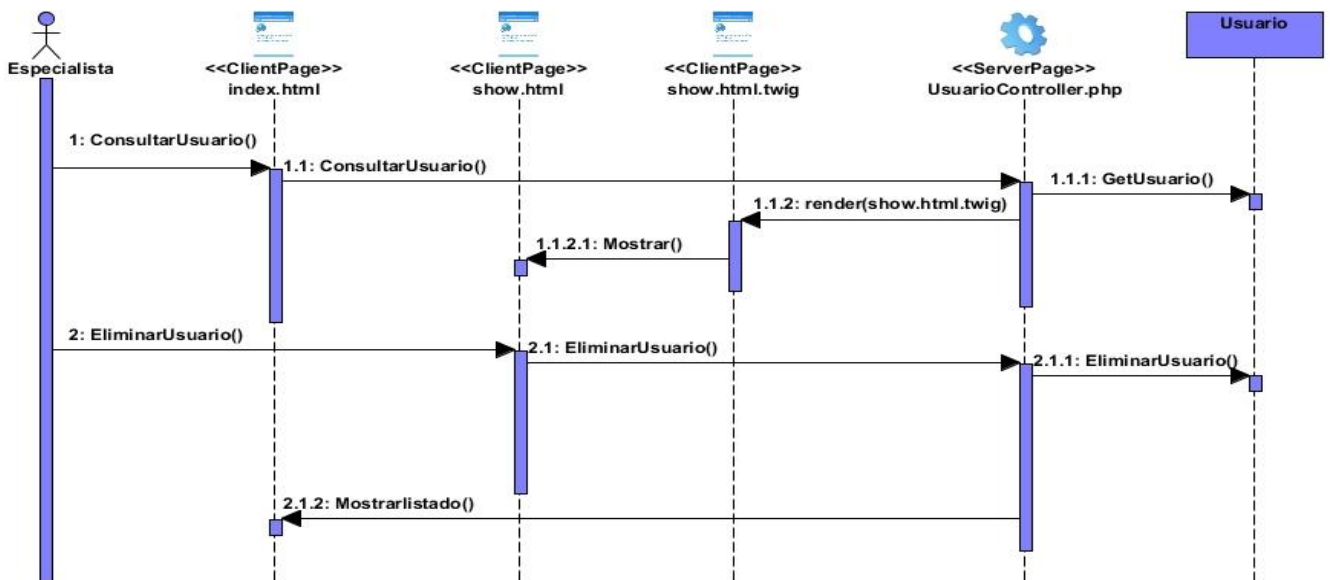 Especialista
<<ClientPage>>
index.html
<<ClientPage>>
show.html
<<ClientPage>>
show.html.twig
<<ServerPage>>
UsuarioController.php
Usuario
1: ConsultarUsuario()
1.1: ConsultarUsuario()
1.1.1: GetUsuario()
1.1.2: render(show.html.twig)
1.1.2.1: Mostrar()
2: EliminarUsuario()
2.1: EliminarUsuario()
2.1.1: EliminarUsuario()
2.1.2: Mostrarlistado()